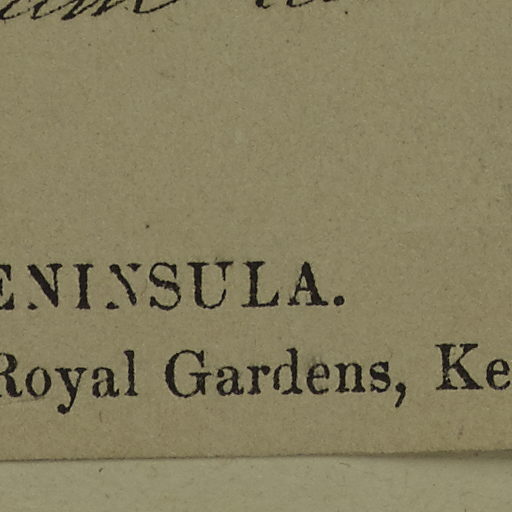 ENINSULA.
Royal Gardens, Ke